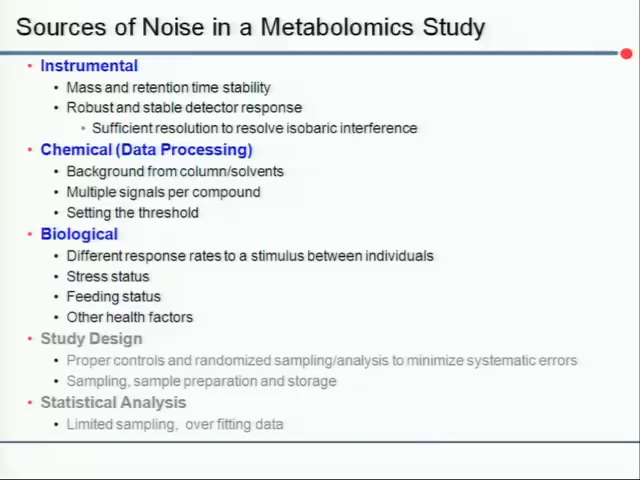 Sources of Noise in a Metabolomics Study
• Instrumental
• Mass and retention time stability
• Robust and stable detector response
• Sufficient resolution to resolve isobaric interference
• Chemical (Data Processing)
• Background from column/solvents
• Multiple signals per compound
• Setting the threshold
• Biological
• Different response rates to a stimulus between individuals
• Stress status
• Feeding status
• Other health factors
• Study Design
• Proper controls and randomized sampling/analysis to minimize systematic errors
• Sampling, sample preparation and storage
• Statistical Analysis
• Limited sampling, over fitting data